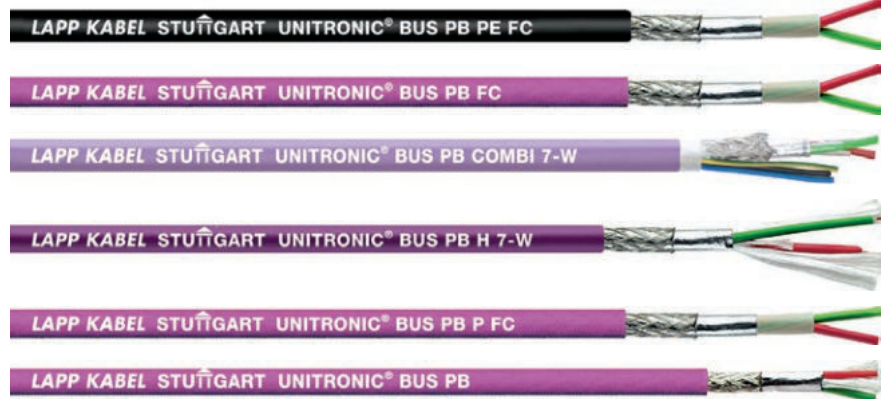 LAPP KABEL STUTTGART UNITRONIC® BUS PB PE FC
LAPP KABEL STUTTGART UNITRONIC® BUS PB FC
LAPP KABEL STUTTGART UNITRONIC® BUS PB COMBI 7-W
LAPP KABEL STUTTGART UNITRONIC® BUS PB H 7-W
LAPP KABEL STUTTGART UNITRONIC® BUS PB P FC
LAPP KABEL STUTTGART UNITRONIC® BUS PB